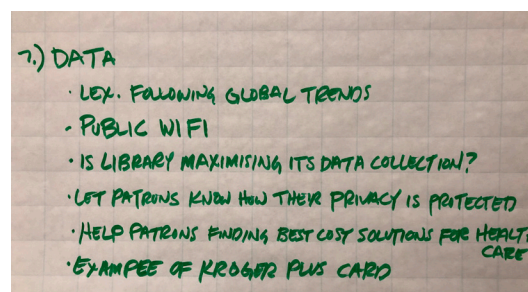 7.) DATA
· LEX. FOLLOWING GLOBAL TRENDS
· PUBLIC WIFI
· IS LIBRARY MAXIMISING ITS DATA COLLECTION?
· LET PATRONS KNOW HOW THEIR PRIVACY IS PROTECTED
· HELP PATRONS FINDING BEST COST SOLUTIONS FOR HEALTH
CARE
· EXAMPEE OF KROGER PLUS CARD